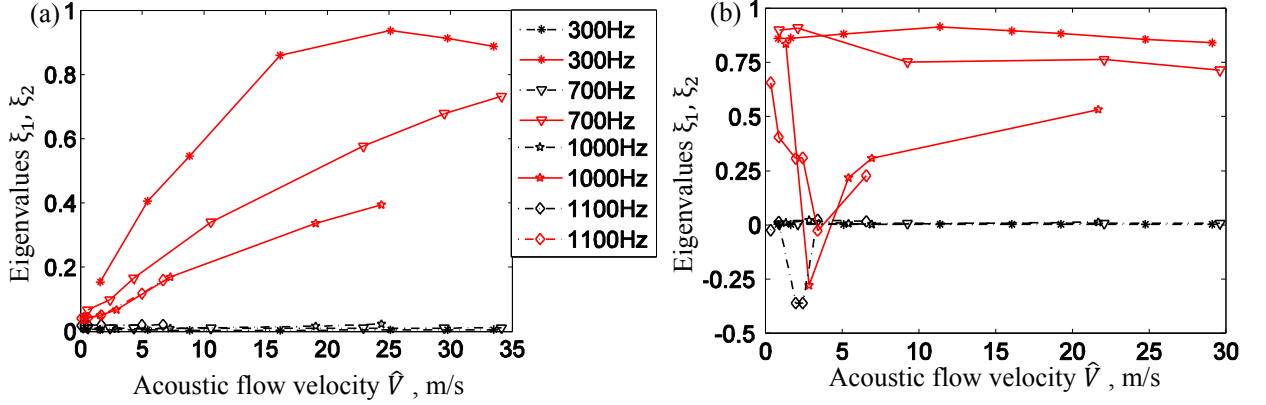 (a)
Eigenvalues ξ1, ξ2
1
0.8
0.6
0.4
0.2
0
0 5 10 15 20 25 30 35
Acoustic flow velocity V̂ , m/s
300Hz
300Hz
700Hz
700Hz
1000Hz
1000Hz
1100Hz
1100Hz
(b)
Eigenvalues ξ1, ξ2
1
0.75
0.5
0.25
0
-0.25
-0.5
0 5 10 15 20 25 30
Acoustic flow velocity V̂ , m/s